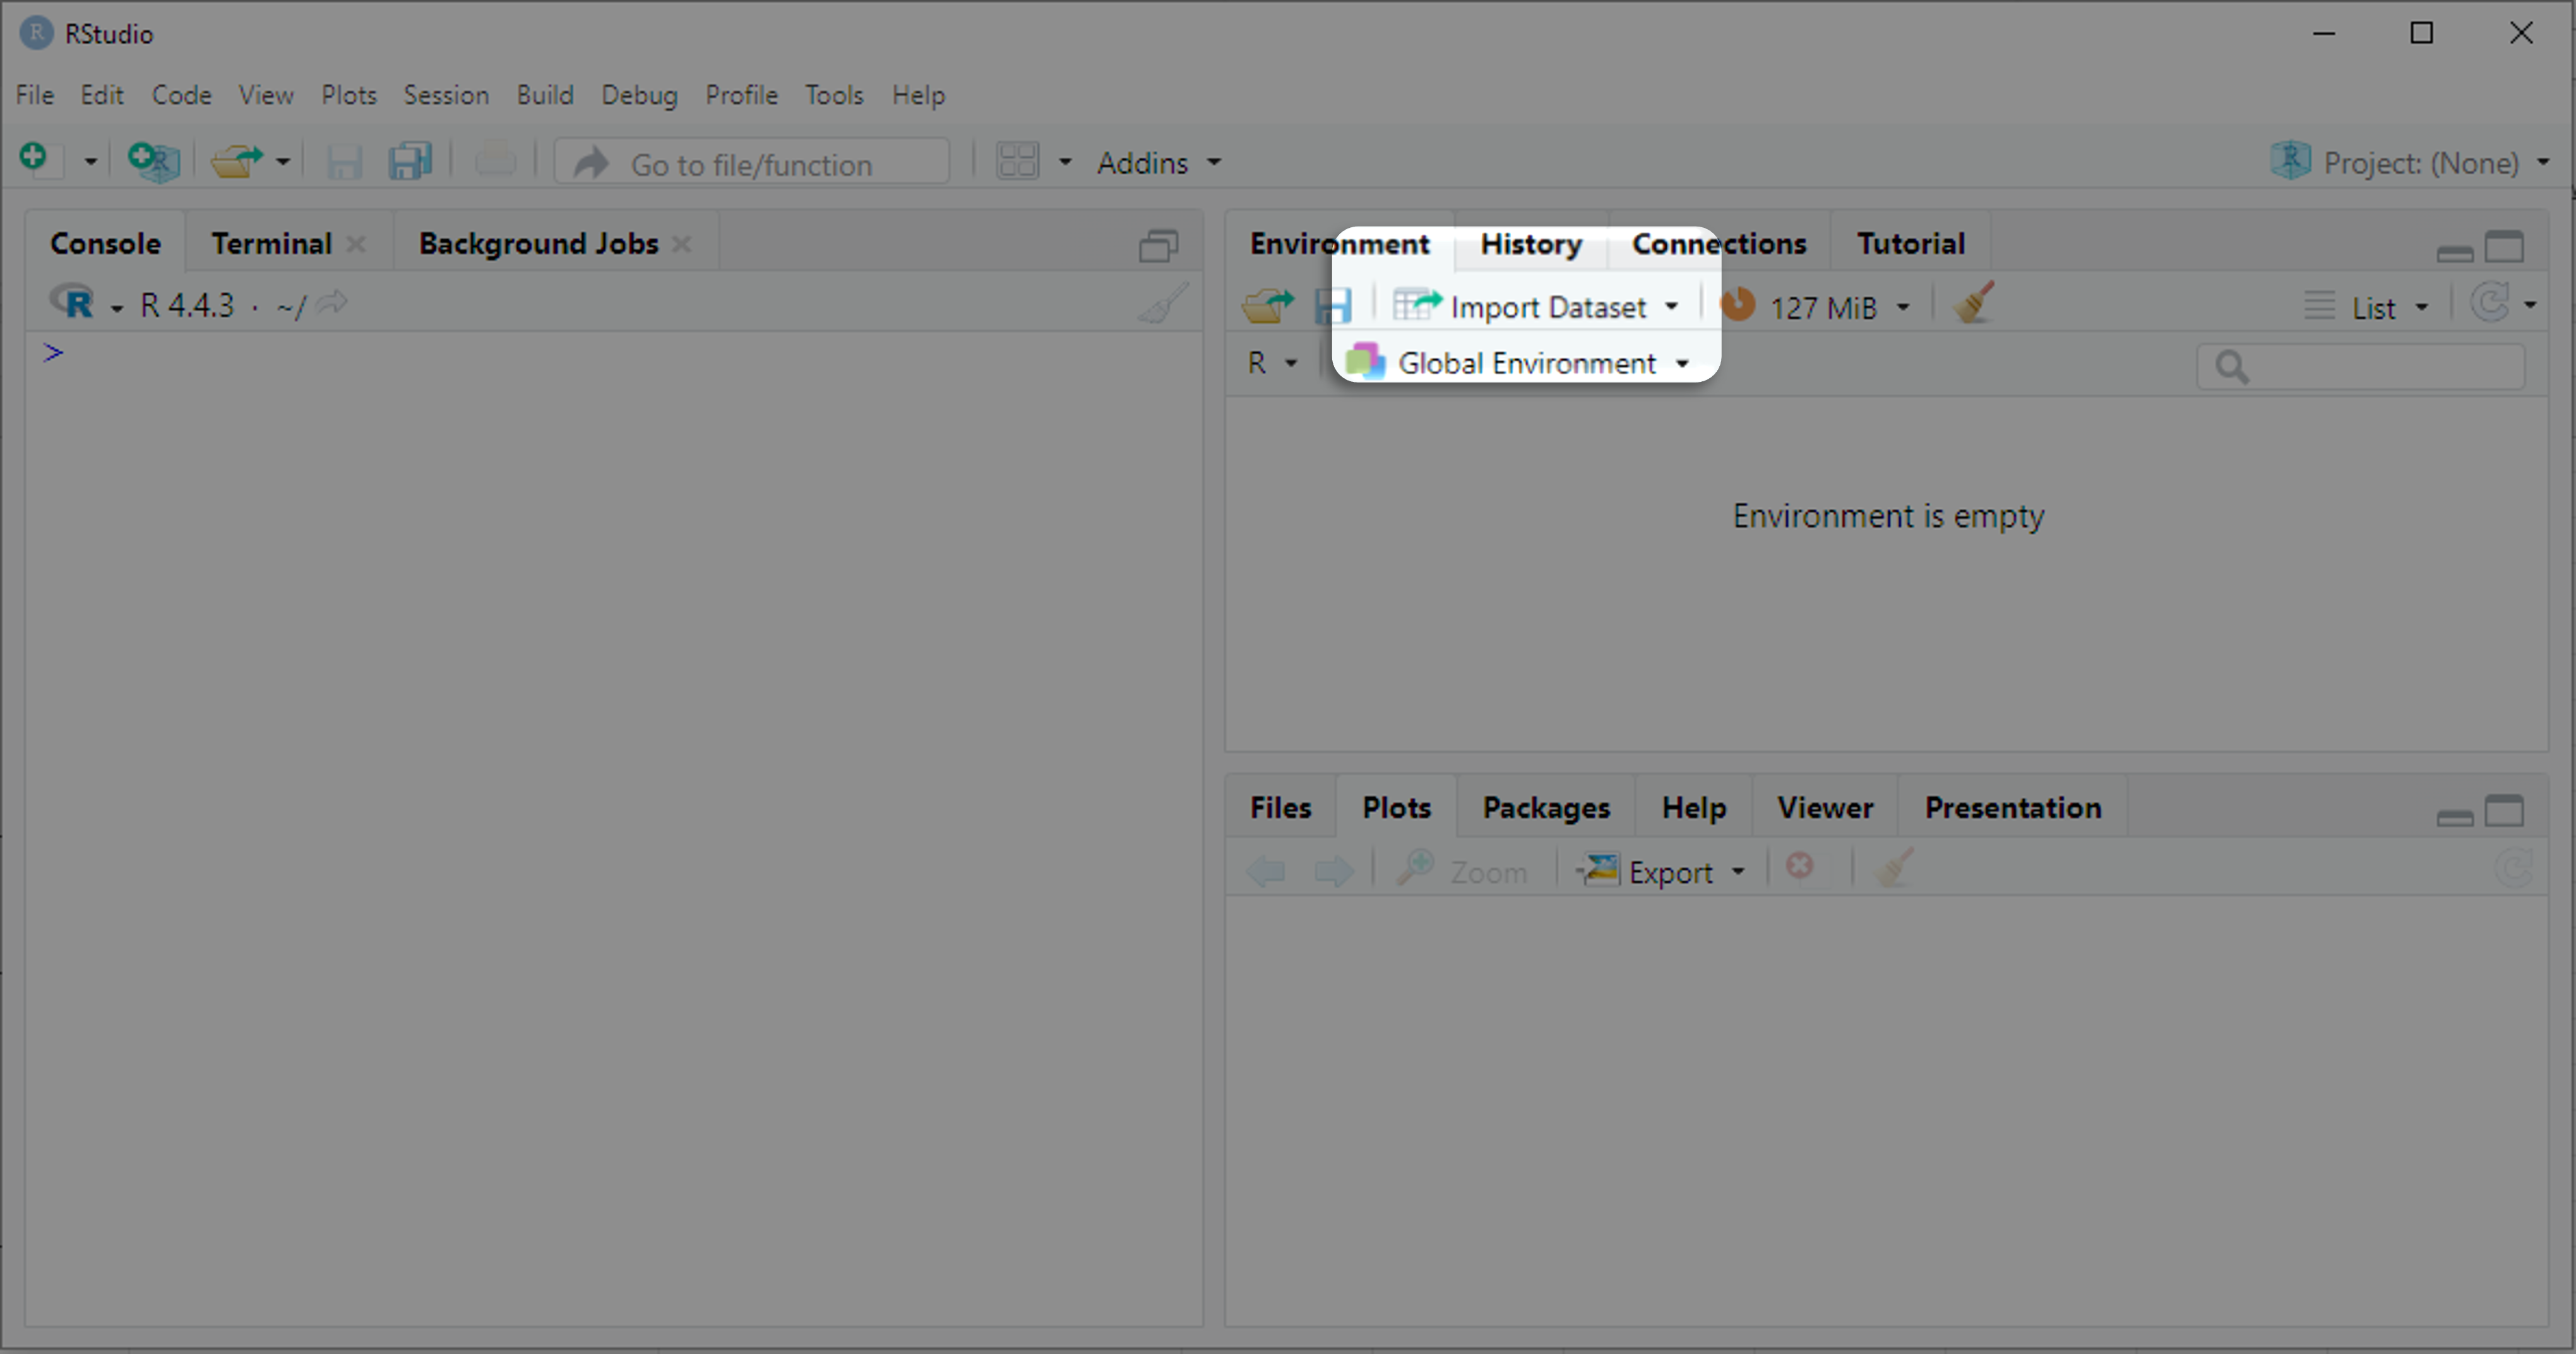 R RStudio
File Edit Code View Plots Session Build Debug Profile Tools Help
Go to file/function Addins Project: (None)
Console Terminal Background Jobs
R 4.4.3 · ~/
>
Environment History Connections Tutorial
Import Dataset 127 MiB List
R Global Environment
Environment is empty
Files Plots Packages Help Viewer Presentation
Zoom Export